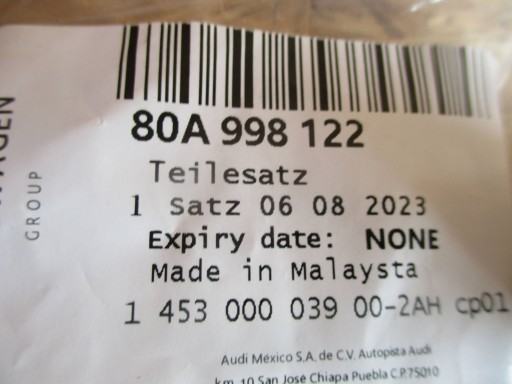 80A 998 122
Teilesatz
1 Satz 06 08 2023
Expiry date: NONE
Made in Malaysta
1 453 000 039 00-2AH cp01
Audi México S.A. de C.V. Autopista Audi
km. 10 San José Chiapa Puebla C.P.75010
GROUP